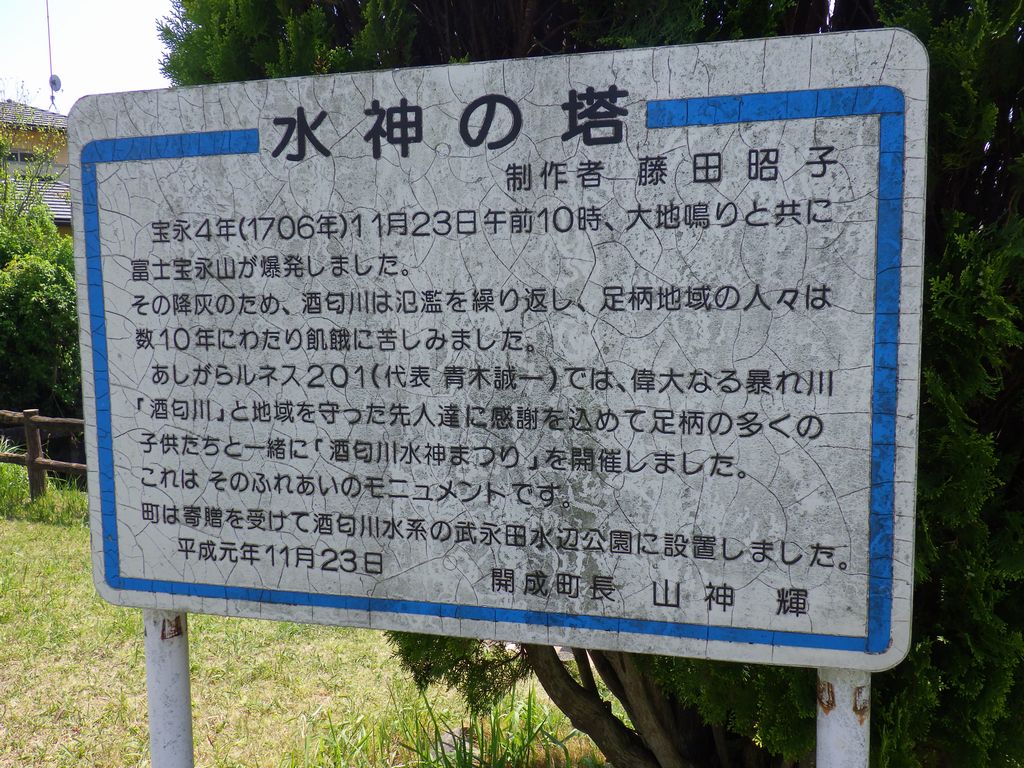 水神の塔
制作者 藤田昭子
宝永4年(1706年)11月23日午前10時、大地鳴りと共に
富士宝永山が爆発しました。
その降灰のため、酒匂川は氾濫を繰り返し、足柄地域の人々は
数10年にわたり飢餓に苦しみました。
あしがらルネス201(代表 青木誠一)では、偉大なる暴れ川
「酒匂川」と地域を守った先人達に感謝を込めて足柄の多くの
子供たちと一緒に「酒匂川水神まつり」を開催しました。
これは そのふれあいのモニュメントです。
町は寄贈を受けて酒匂川水系の武永田水辺公園に設置しました。
平成元年11月23日
開成町長 山神 輝